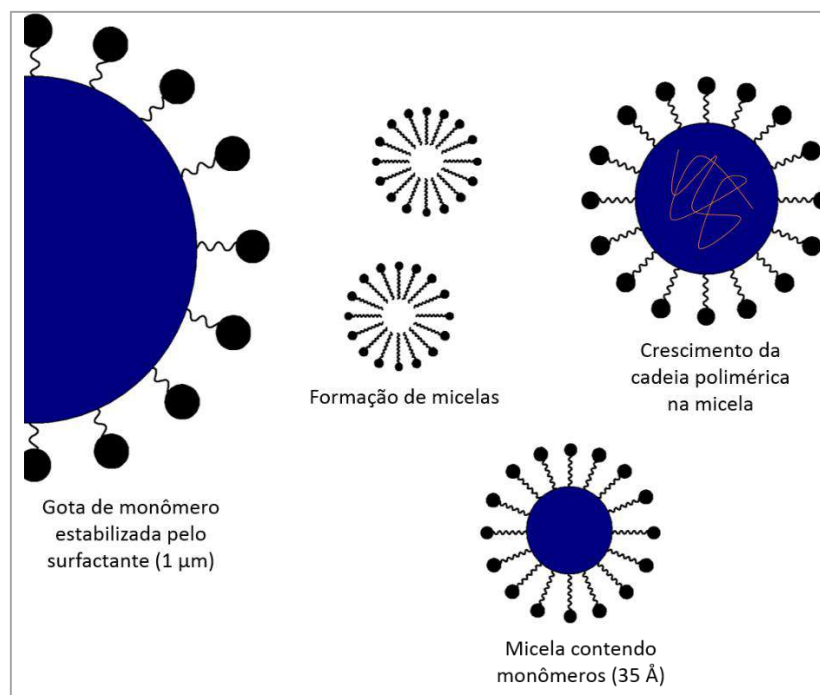 Formação de micelas
Crescimento da
cadeia polimérica
na micela
Gota de monômero
estabilizada pelo
surfactante (1 µm)
Micela contendo
monômeros (35 Å)